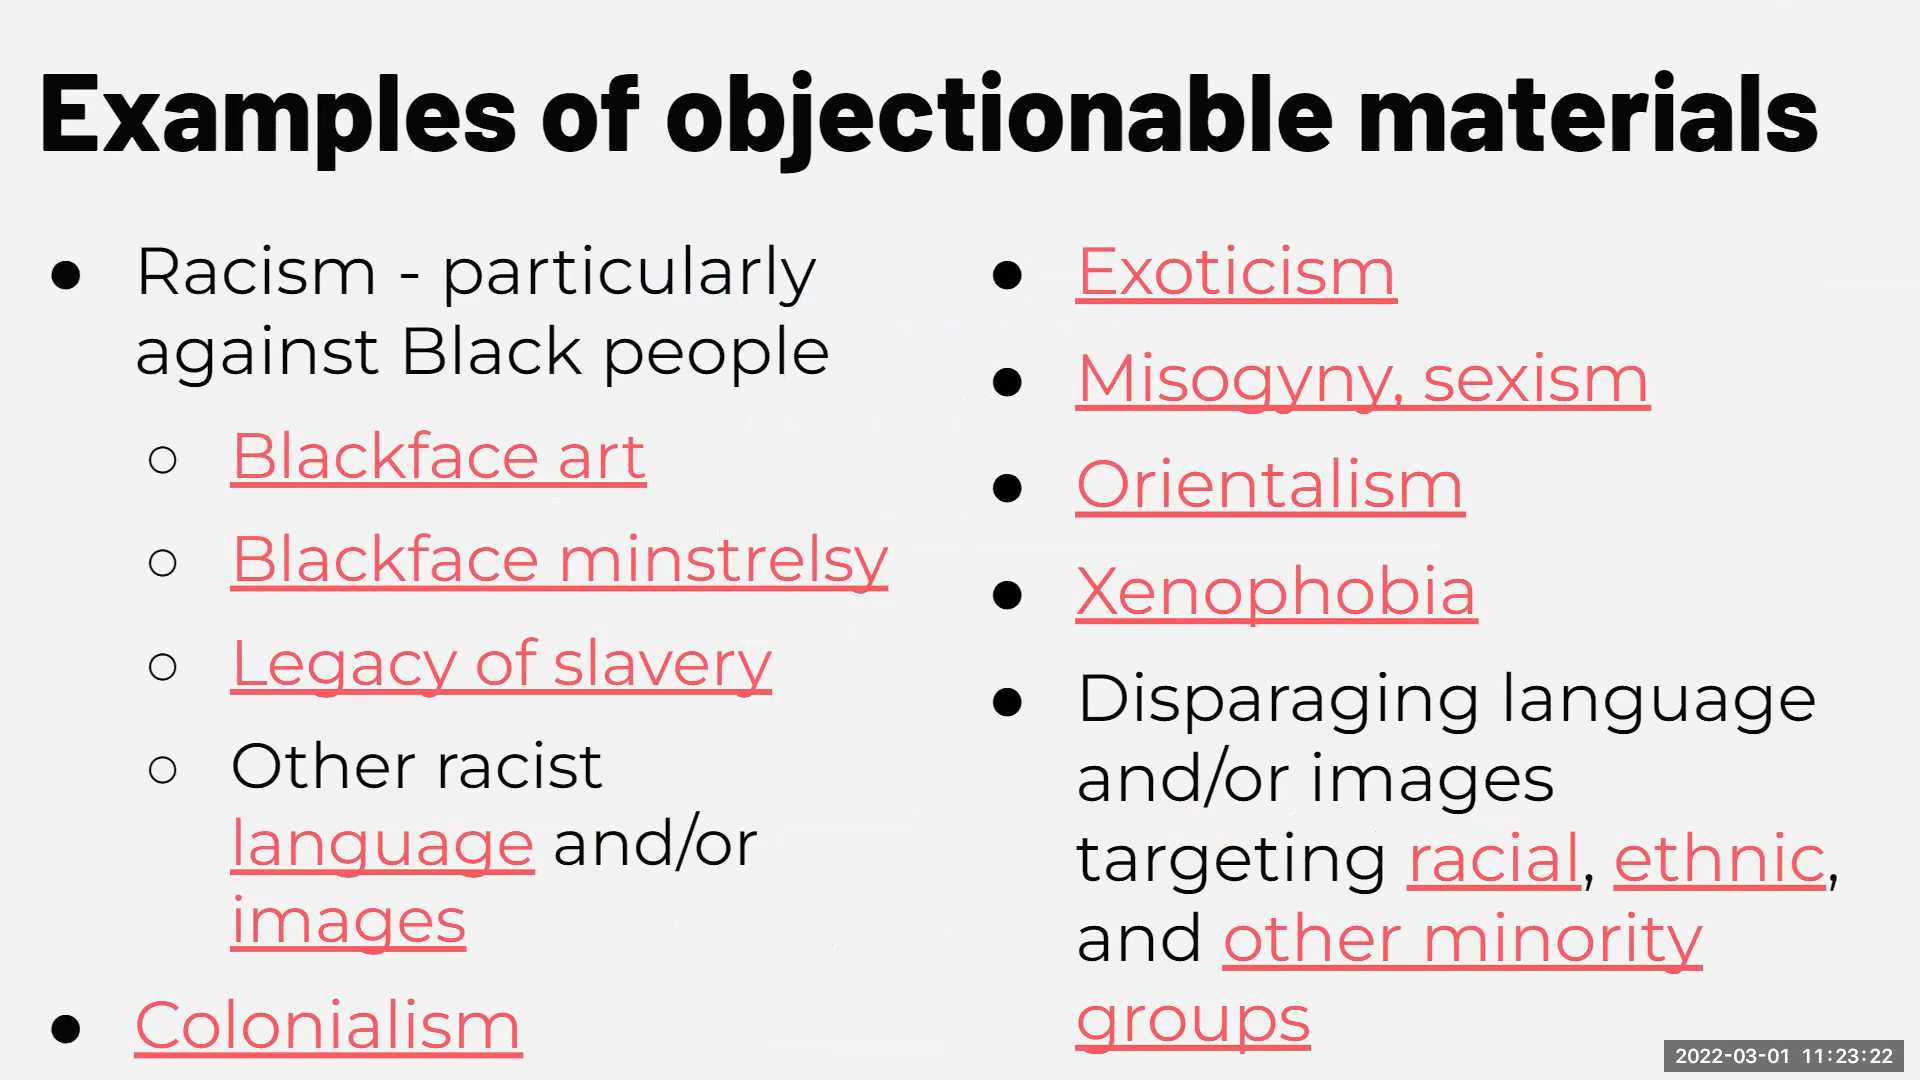 Examples of objectionable materials
● Racism - particularly
against Black people
○ Blackface art
○ Blackface minstrelsy
○ Legacy of slavery
○ Other racist
language and/or
images
● Colonialism
● Exoticism
● Misogyny, sexism
● Orientalism
● Xenophobia
● Disparaging language
and/or images
targeting racial, ethnic,
and other minority
groups
2022-03-01 11:23:22